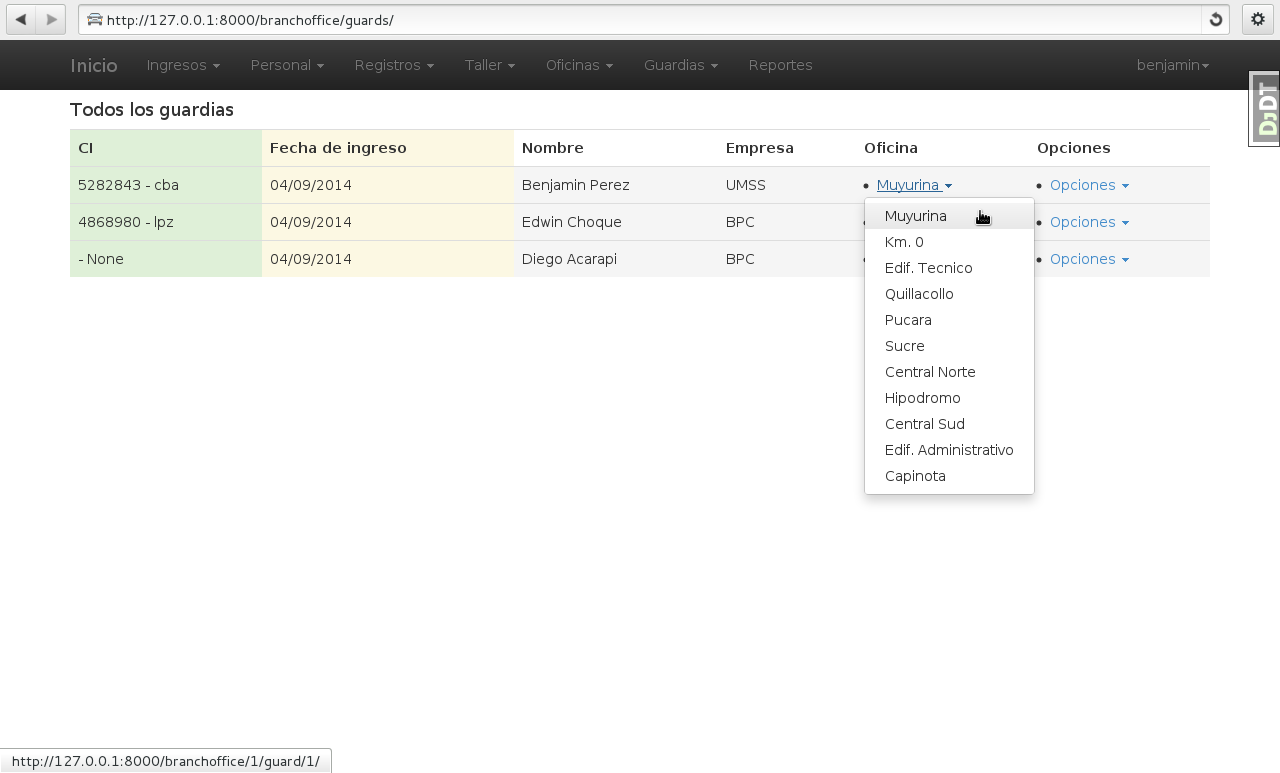 http://127.0.0.1:8000/branchoffice/guards/
Inicio Ingresos Personal Registros Taller Oficinas Guardias Reportes benjamin
DjDT
Todos los guardias
CI Fecha de ingreso Nombre Empresa Oficina Opciones
5282843 - cba 04/09/2014 Benjamin Perez UMSS Muyurina Opciones
4868980 - lpz 04/09/2014 Edwin Choque BPC Opciones
- None 04/09/2014 Diego Acarapi BPC Opciones
Muyurina
Km. 0
Edif. Tecnico
Quillacollo
Pucara
Sucre
Central Norte
Hipodromo
Central Sud
Edif. Administrativo
Capinota
http://127.0.0.1:8000/branchoffice/1/guard/1/